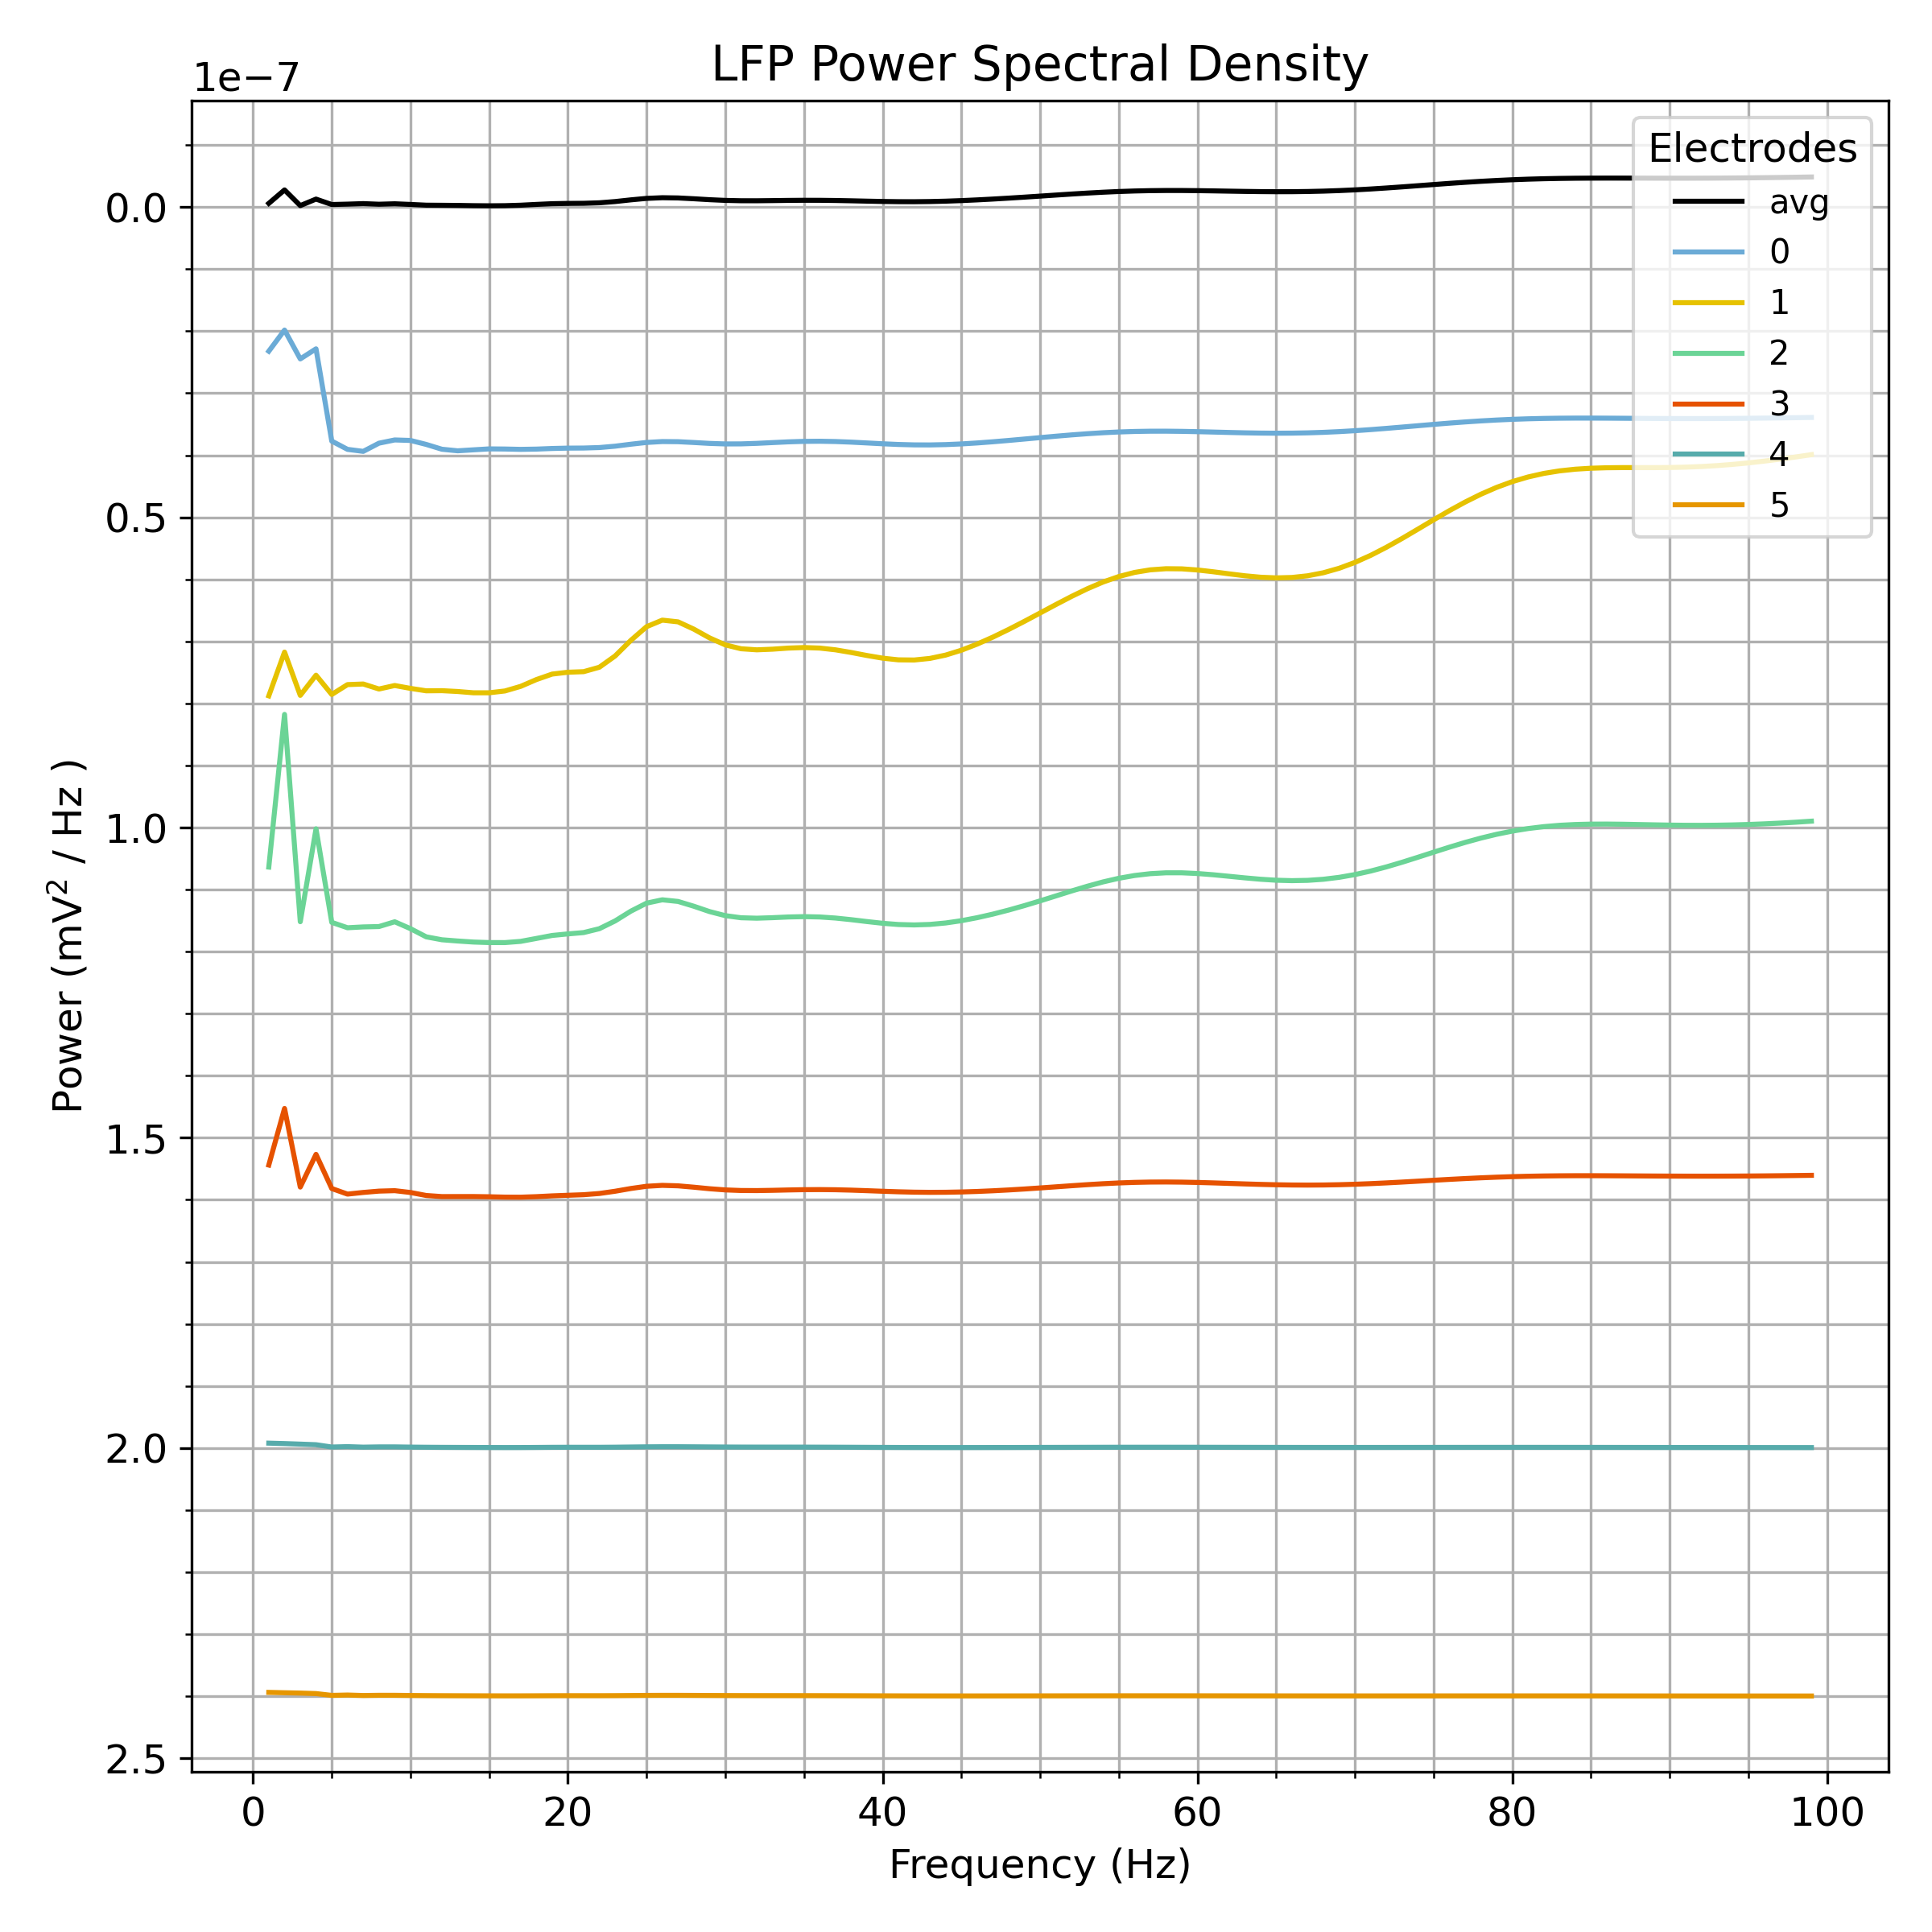 LFP Power Spectral Density
1e−7
Electrodes
avg
0
1
2
3
4
5
0.0
0.5
1.0
1.5
2.0
2.5
Power (mV² / Hz )
0 20 40 60 80 100
Frequency (Hz)